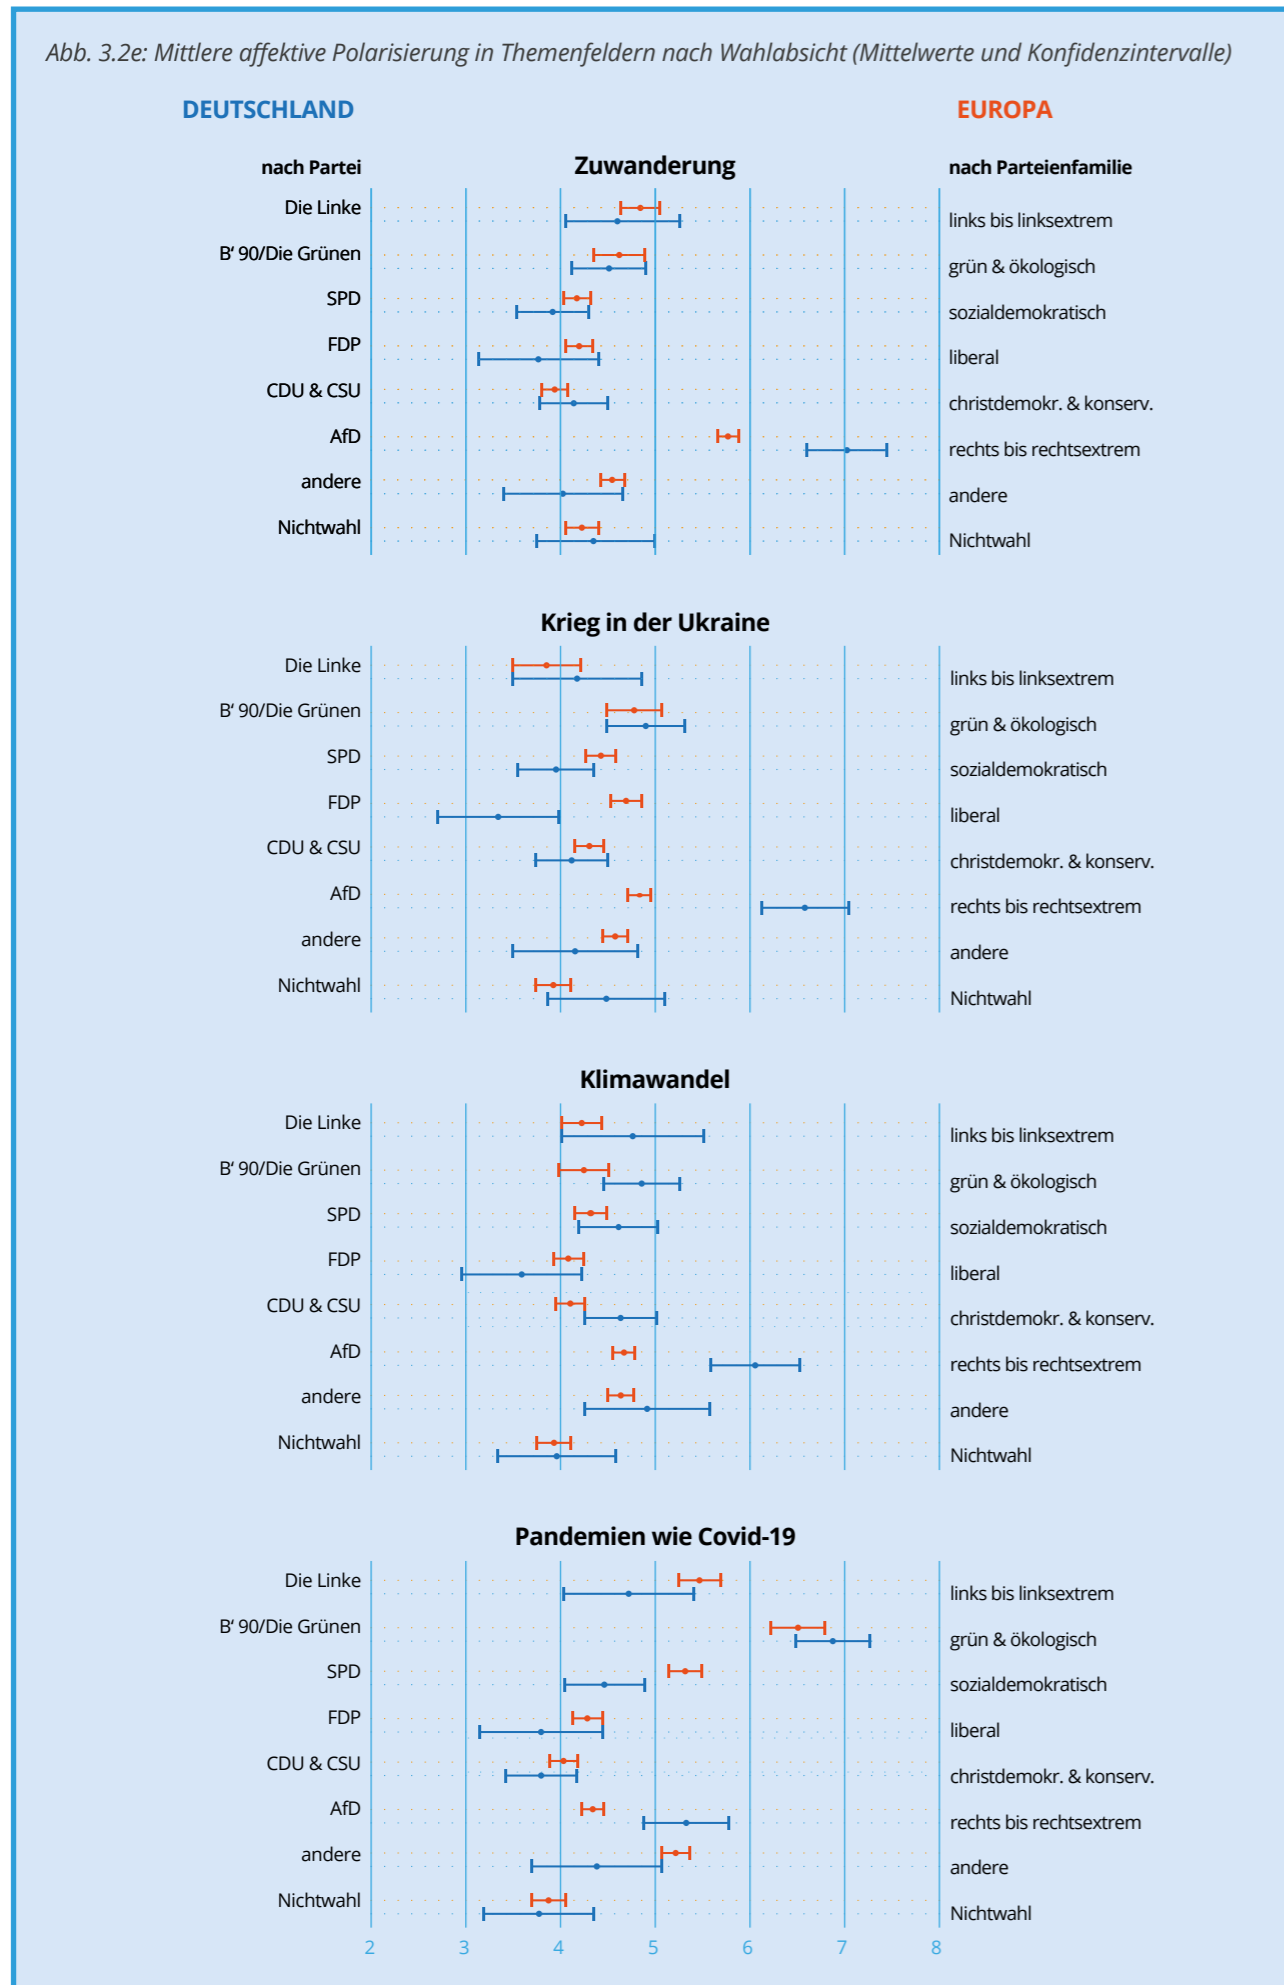 Abb. 3.2e: Mittlere affektive Polarisierung in Themenfeldern nach Wahlabsicht (Mittelwerte und Konfidenzintervalle)
DEUTSCHLAND EUROPA
nach Partei Zuwanderung nach Parteienfamilie
Die Linke links bis linksextrem
B‘ 90/Die Grünen grün & ökologisch
SPD sozialdemokratisch
FDP liberal
CDU & CSU christdemokr. & konserv.
AfD rechts bis rechtsextrem
andere andere
Nichtwahl Nichtwahl
Krieg in der Ukraine
Die Linke links bis linksextrem
B‘ 90/Die Grünen grün & ökologisch
SPD sozialdemokratisch
FDP liberal
CDU & CSU christdemokr. & konserv.
AfD rechts bis rechtsextrem
andere andere
Nichtwahl Nichtwahl
Klimawandel
Die Linke links bis linksextrem
B‘ 90/Die Grünen grün & ökologisch
SPD sozialdemokratisch
FDP liberal
CDU & CSU christdemokr. & konserv.
AfD rechts bis rechtsextrem
andere andere
Nichtwahl Nichtwahl
Pandemien wie Covid-19
Die Linke links bis linksextrem
B‘ 90/Die Grünen grün & ökologisch
SPD sozialdemokratisch
FDP liberal
CDU & CSU christdemokr. & konserv.
AfD rechts bis rechtsextrem
andere andere
Nichtwahl Nichtwahl
2 3 4 5 6 7 8